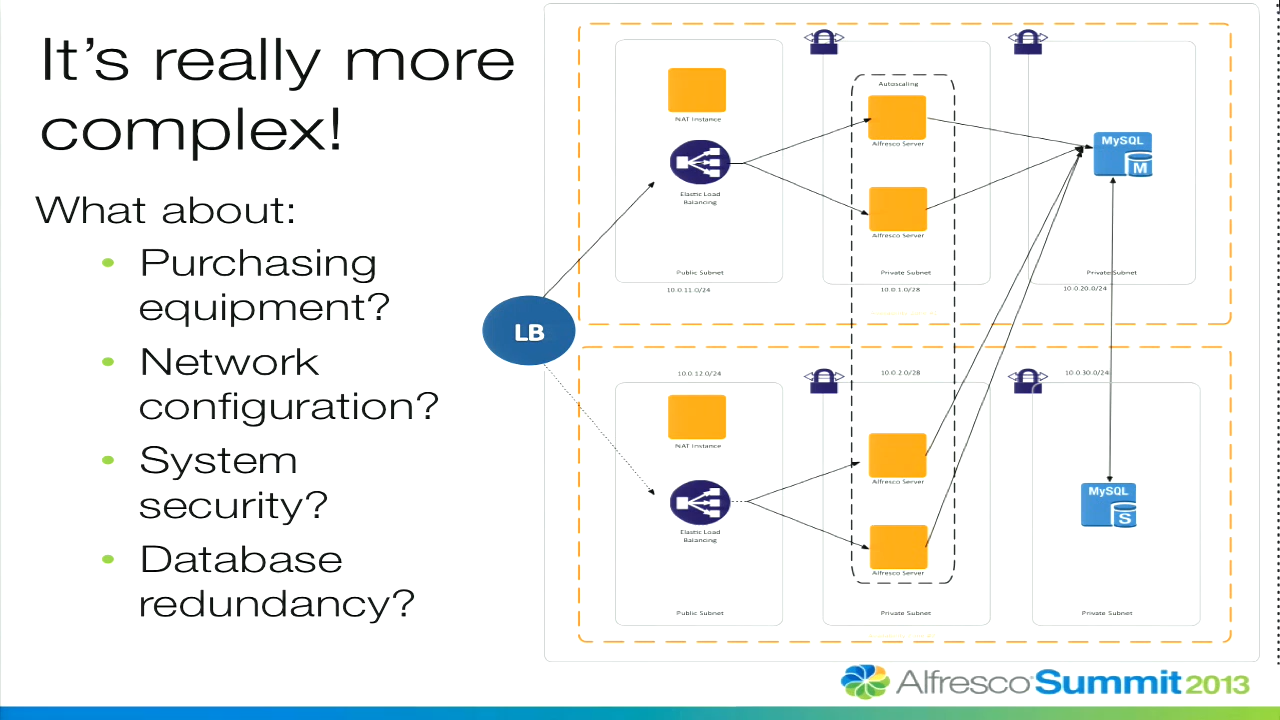 It's really more
complex!
What about:
• Purchasing
equipment?
• Network
configuration?
• System
security?
• Database
redundancy?
LB
NAT Instance
Elastic Load
Balancing
Public Subnet
10.0.11.0/24
Autoscaling
Alfresco Server
Alfresco Server
Private Subnet
10.0.1.0/28
MySQL
M
Private Subnet
10.0.20.0/24
10.0.12.0/24
NAT Instance
Elastic Load
Balancing
Public Subnet
10.0.2.0/28
Alfresco Server
Alfresco Server
Private Subnet
10.0.30.0/24
MySQL
S
Private Subnet
Alfresco Summit 2013